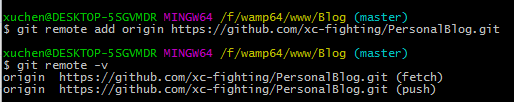 xuchen@DESKTOP-5SGVMDR MINGW64 /f/wamp64/www/Blog (master)
$ git remote add origin https://github.com/xc-fighting/PersonalBlog.git
xuchen@DESKTOP-5SGVMDR MINGW64 /f/wamp64/www/Blog (master)
$ git remote -v
origin  https://github.com/xc-fighting/PersonalBlog.git (fetch)
origin  https://github.com/xc-fighting/PersonalBlog.git (push)